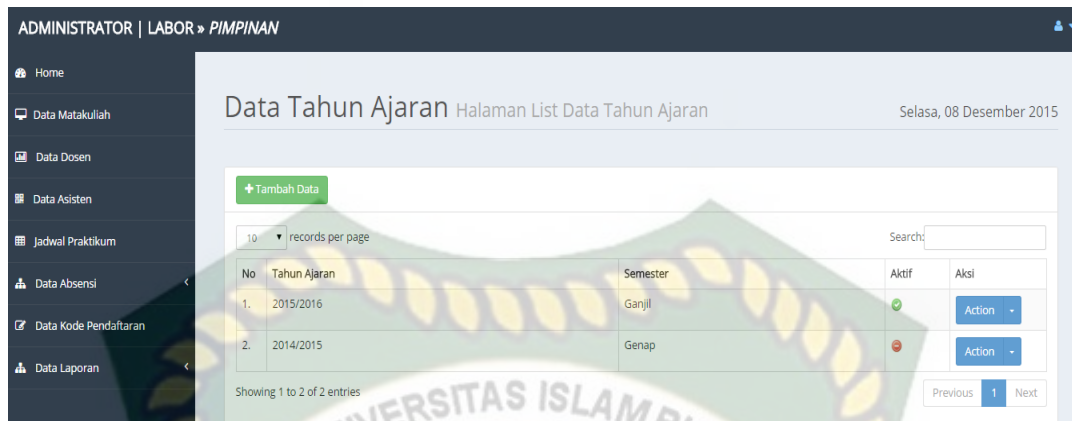 ADMINISTRATOR | LABOR » PIMPINAN
Home
Data Matakuliah
Data Dosen
Data Asisten
Jadwal Praktikum
Data Absensi
Data Kode Pendaftaran
Data Laporan
Data Tahun Ajaran Halaman List Data Tahun Ajaran
Selasa, 08 Desember 2015
Tambah Data
10 records per page
Search:
No Tahun Ajaran Semester Aktif Aksi
1. 2015/2016 Ganjil Action
2. 2014/2015 Genap Action
Showing 1 to 2 of 2 entries
Previous 1 Next
ISLAM